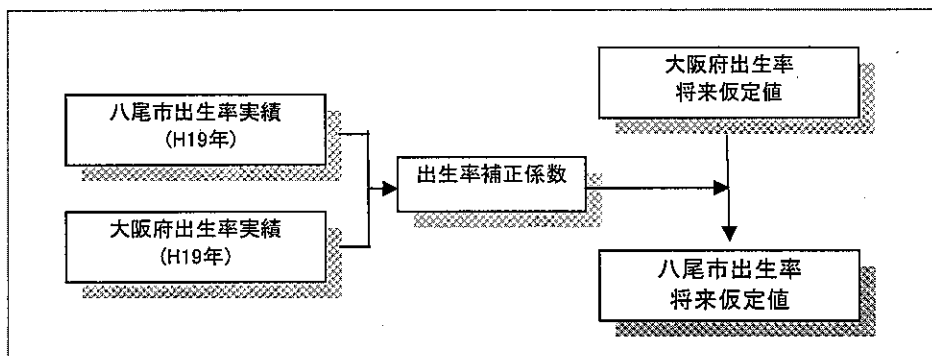 八尾市出生率実績
(H19年)
大阪府出生率実績
(H19年)
出生率補正係数
大阪府出生率
将来仮定値
八尾市出生率
将来仮定値